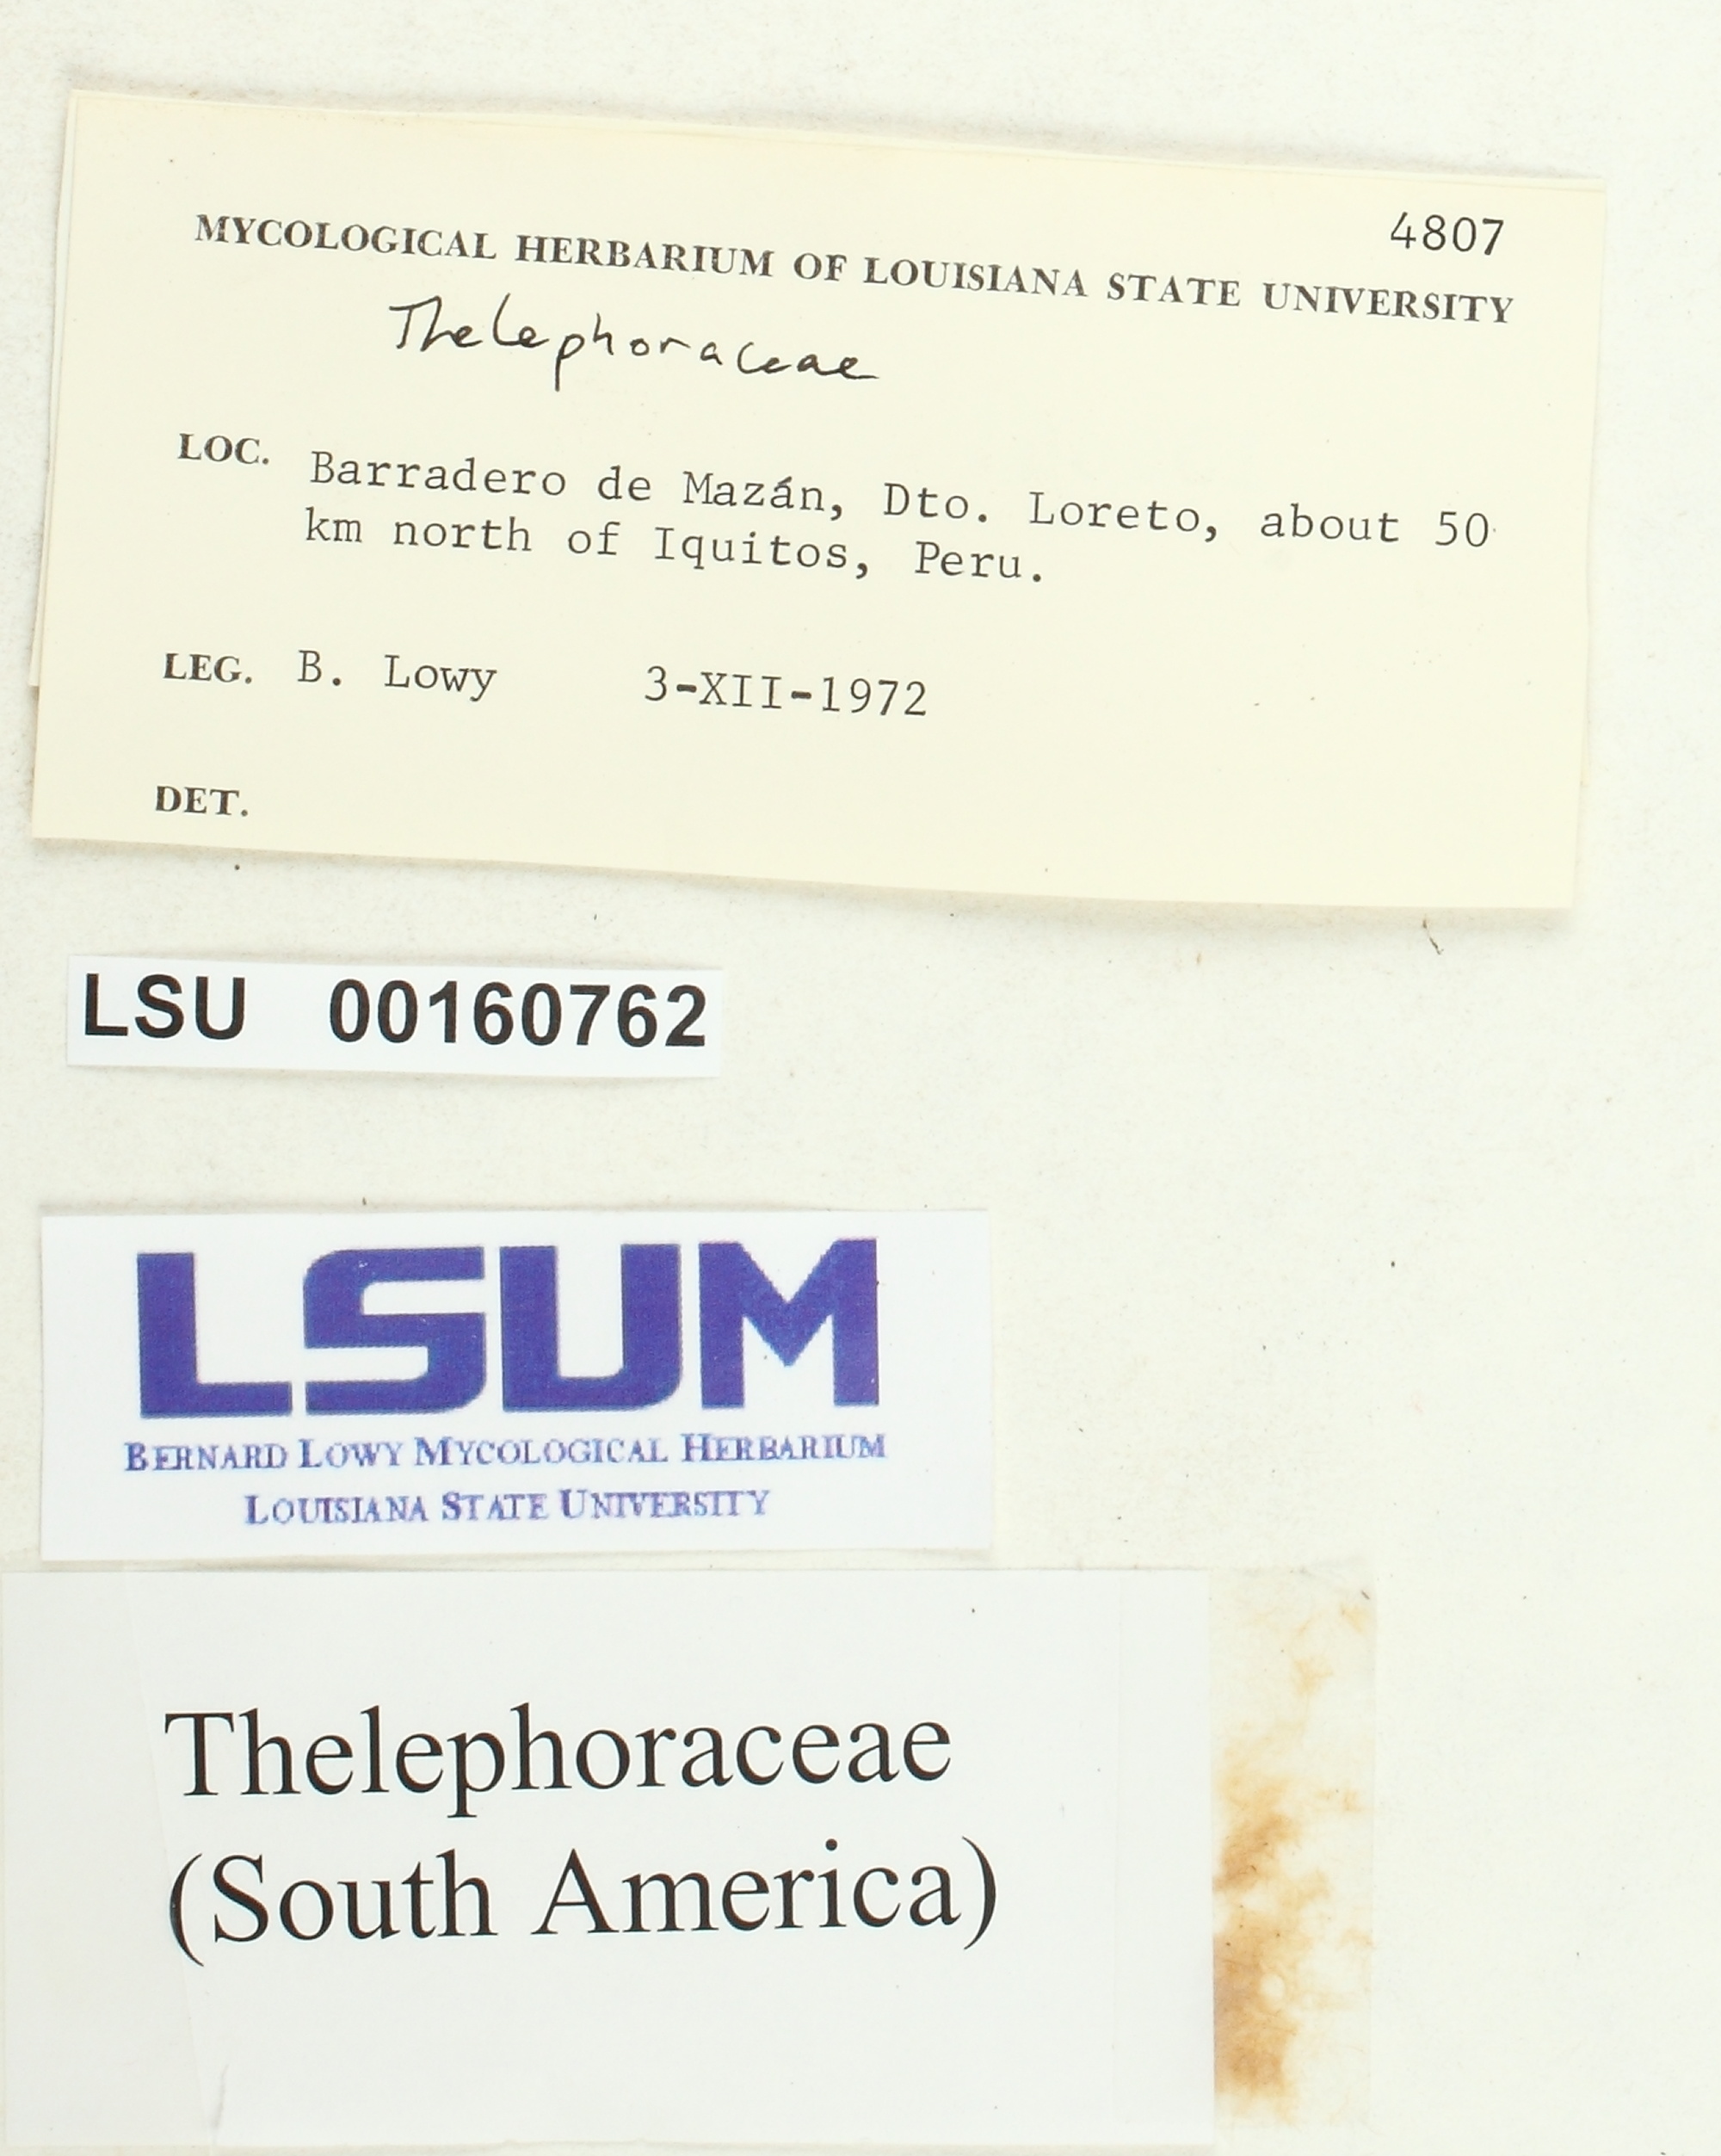 4807
MYCOLOGICAL HERBARIUM OF LOUISIANA STATE UNIVERSITY
Thelephoraceae
LOC. Barradero de Mazán, Dto. Loreto, about 50
km north of Iquitos, Peru.
LEG. B. Lowy 3-XII-1972
DET.
LSU 00160762
LSUM
BERNARD LOWY MYCOLOGICAL HERBARIUM
LOUISIANA STATE UNIVERSITY
Thelephoraceae
(South America)